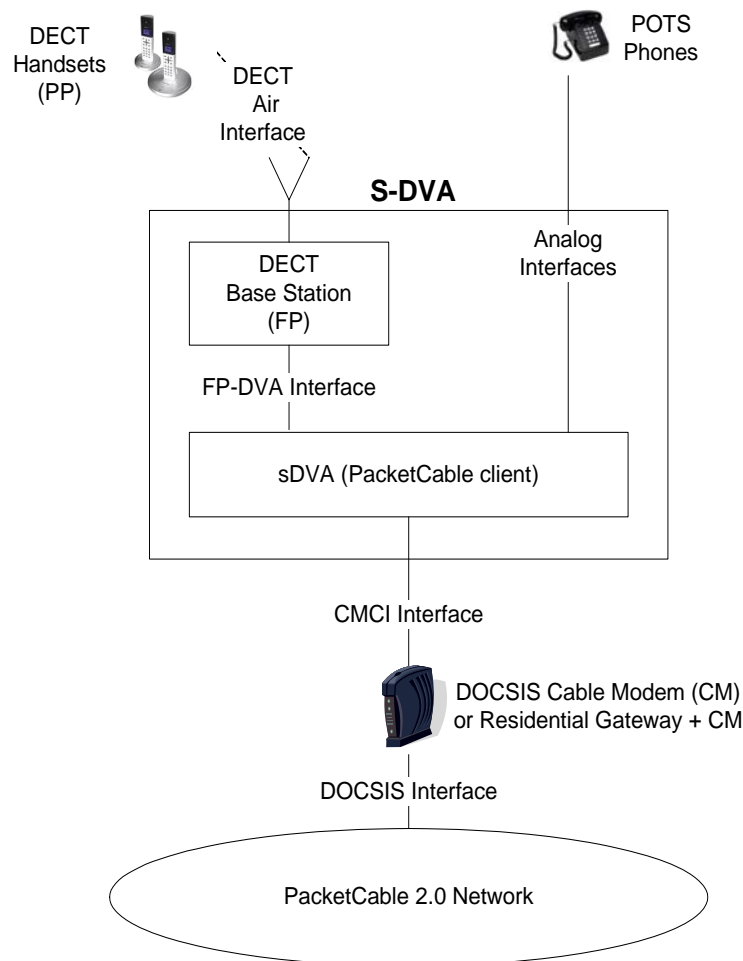 DECT
Handsets
(PP)
DECT
Air
Interface
POTS
Phones
S-DVA
DECT
Base Station
(FP)
Analog
Interfaces
FP-DVA Interface
sDVA (PacketCable client)
CMCI Interface
DOCSIS Cable Modem (CM)
or Residential Gateway + CM
DOCSIS Interface
PacketCable 2.0 Network